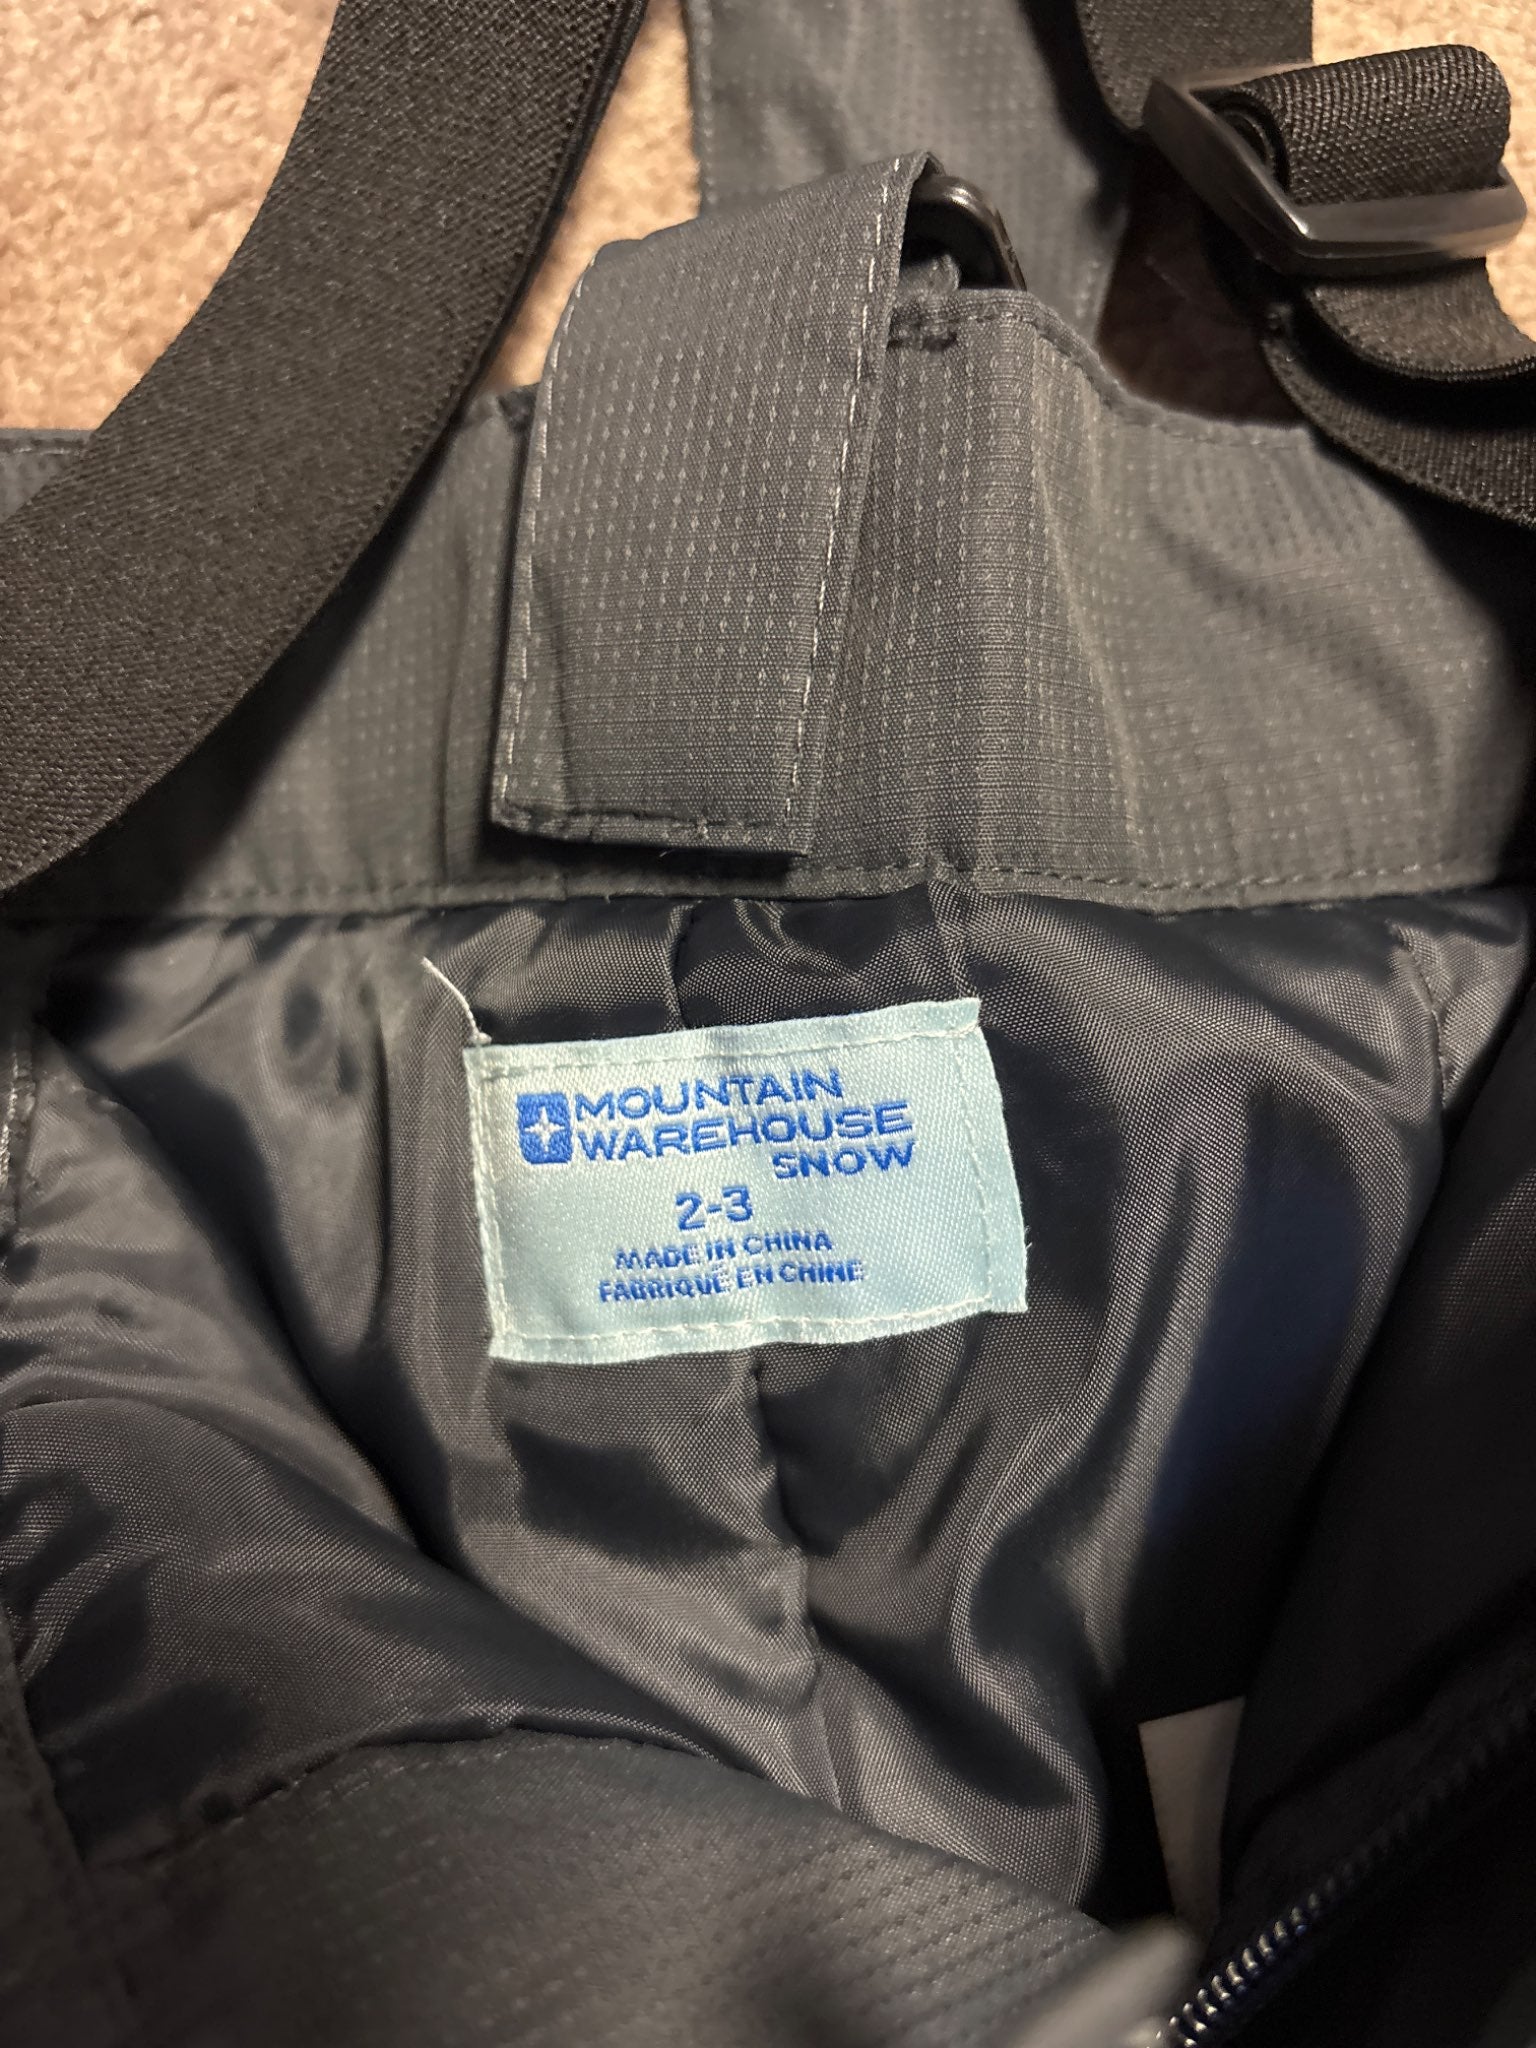 MOUNTAIN
WAREHOUSE
SNOW
2-3
MADE IN CHINA
FABRIQUÉ EN CHINE